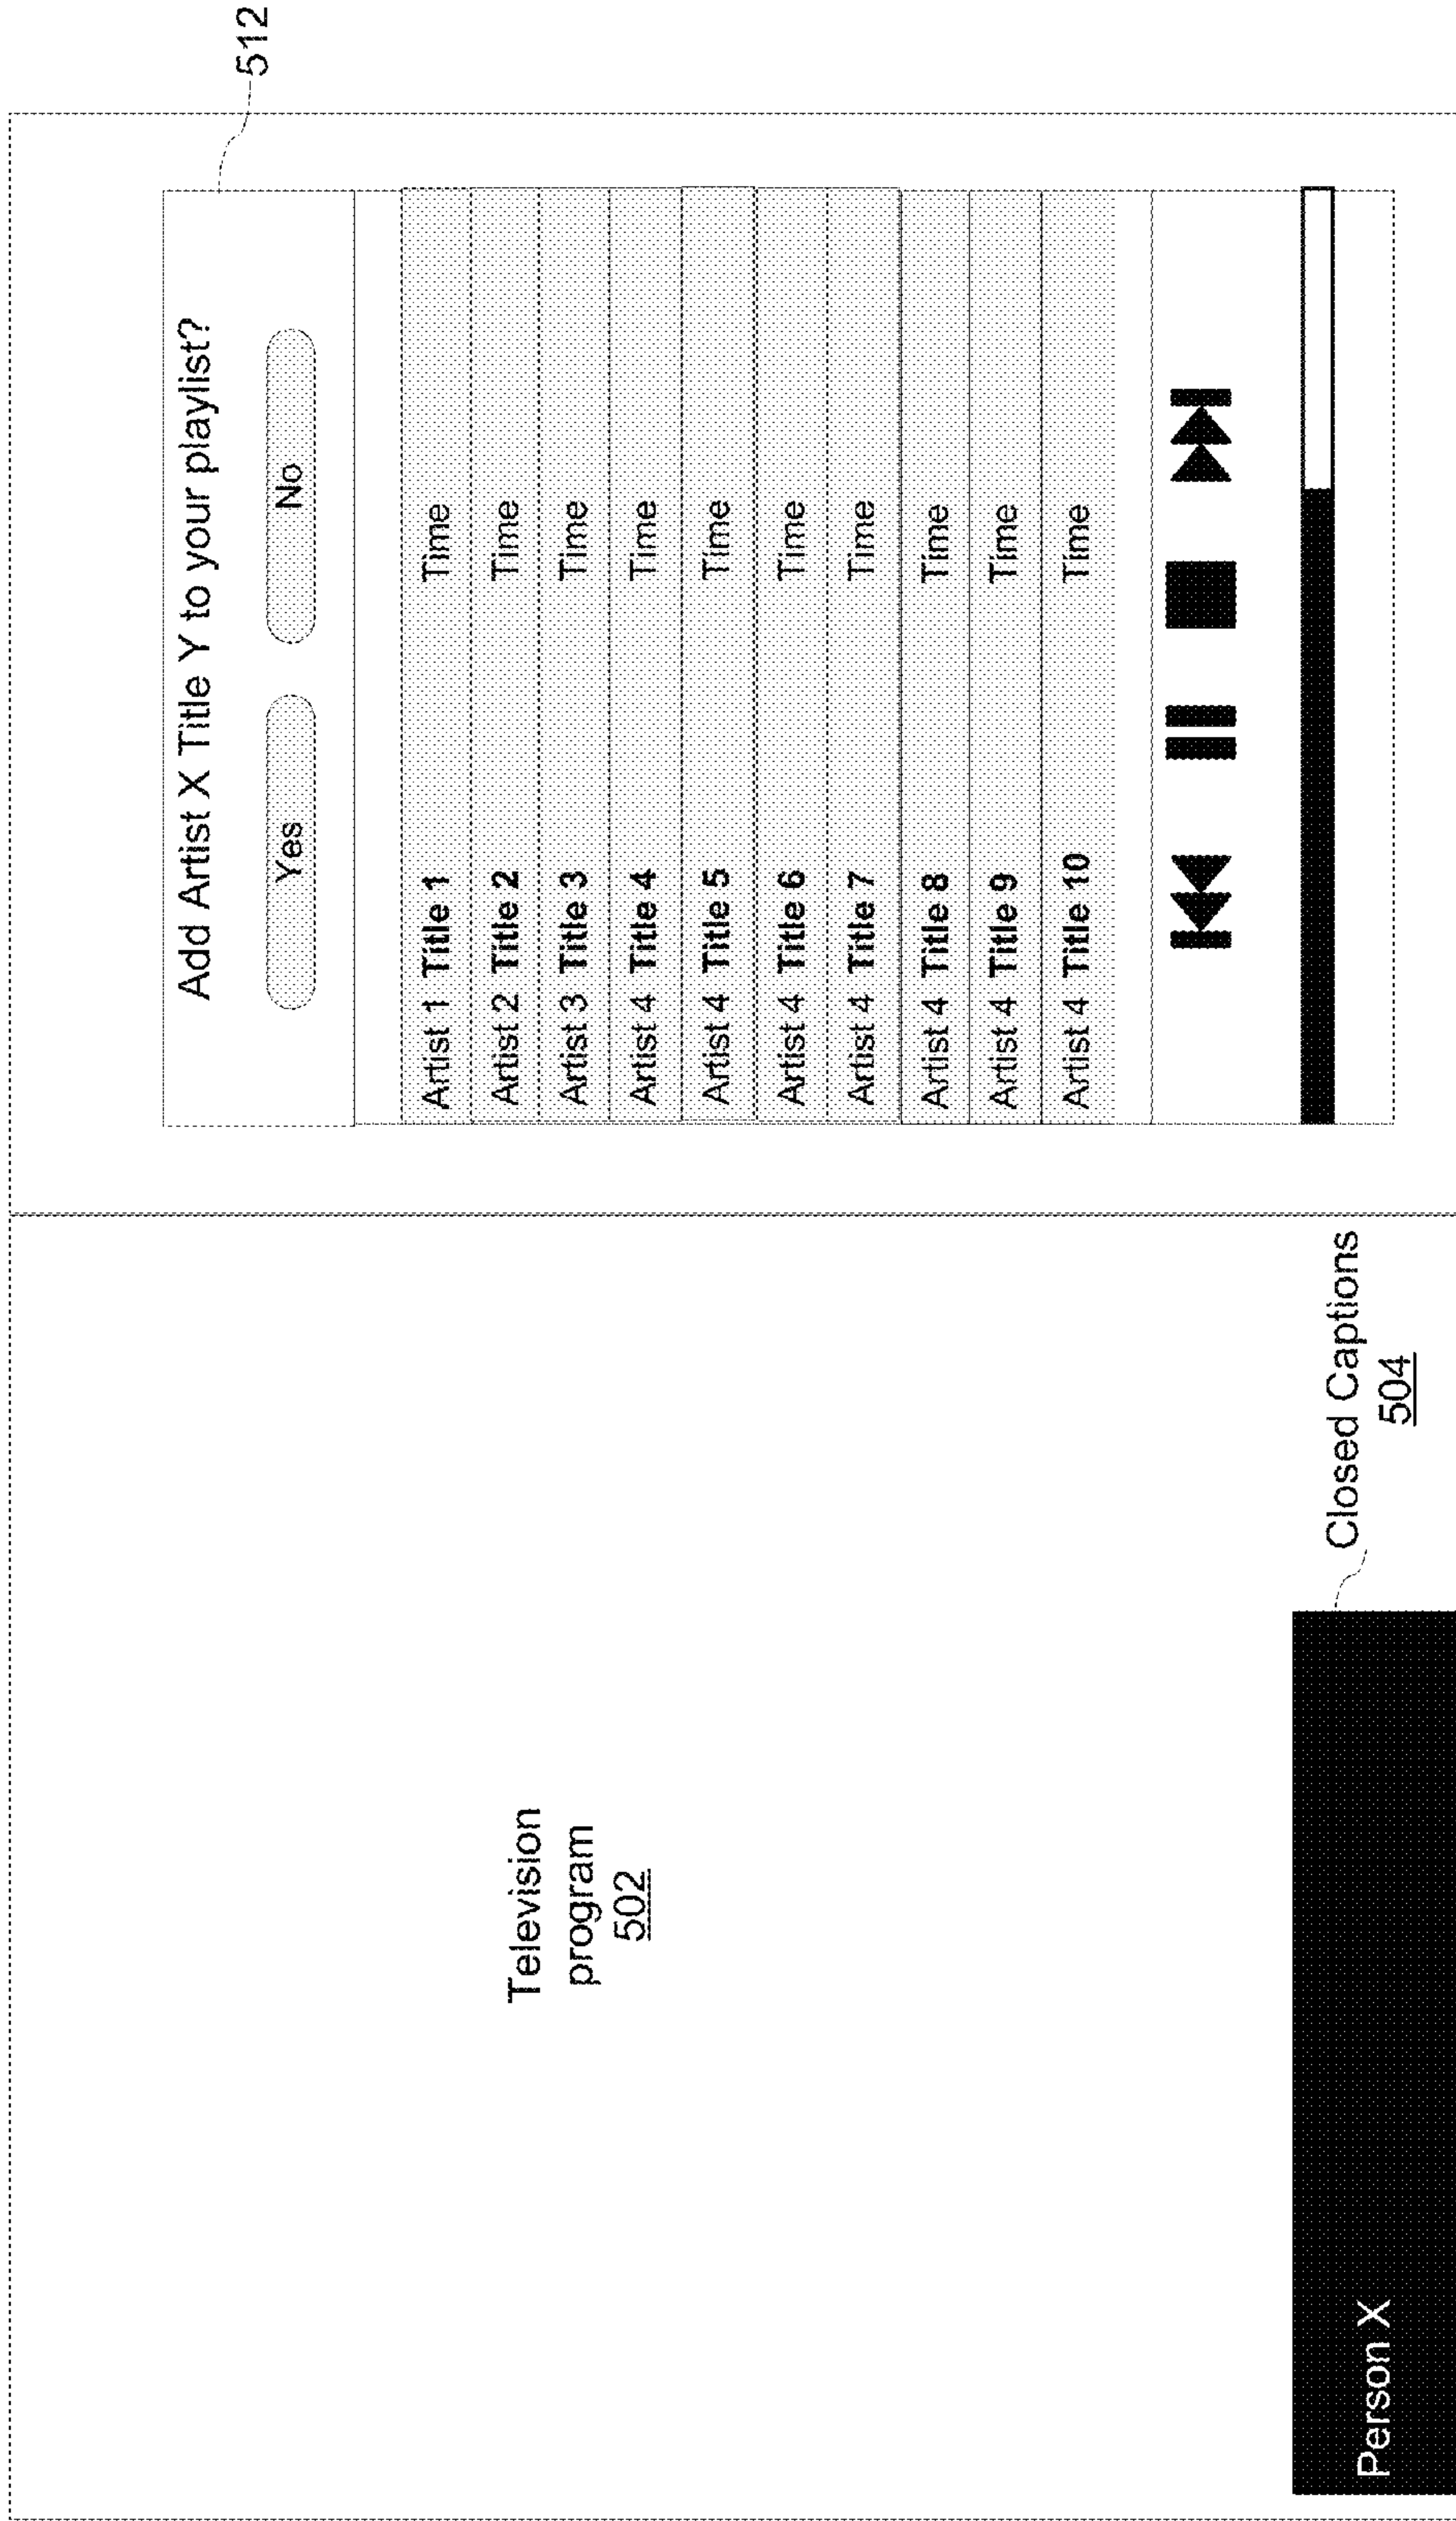 Television
program
502
Person X
Closed Captions
504
512
Add Artist X Title Y to your playlist?
Yes No
Artist 1 Title 1 Time
Artist 2 Title 2 Time
Artist 3 Title 3 Time
Artist 4 Title 4 Time
Artist 4 Title 5 Time
Artist 4 Title 6 Time
Artist 4 Title 7 Time
Artist 4 Title 8 Time
Artist 4 Title 9 Time
Artist 4 Title 10 Time